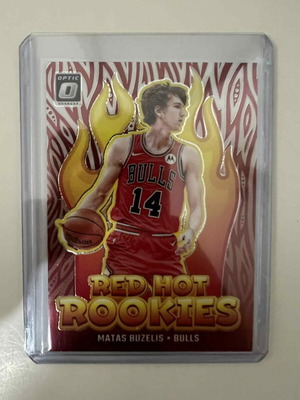 OPTIC
DONRUSS
BULLS
14
RED HOT
ROOKIES
MATAS BUZELIS • BULLS